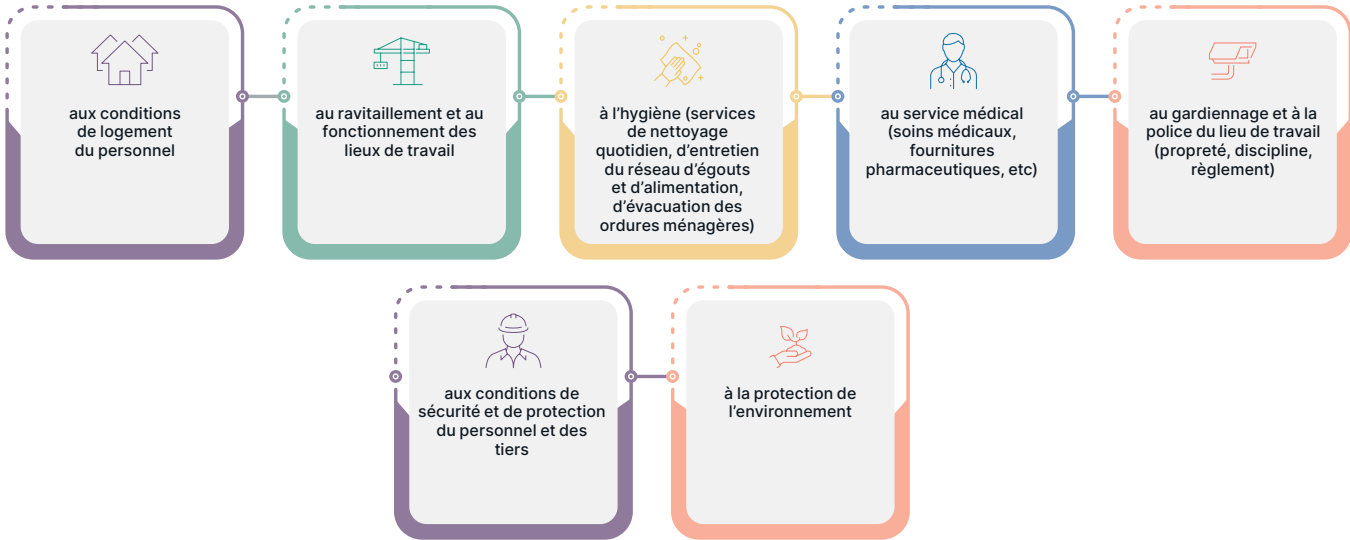 aux conditions
de logement
du personnel
au ravitaillement et au
fonctionnement des
lieux de travail
à l’hygiène (services
de nettoyage
quotidien, d’entretien
du réseau d’égouts
et d’alimentation,
d’évacuation des
ordures ménagères)
au service médical
(soins médicaux,
fournitures
pharmaceutiques, etc)
au gardiennage et à la
police du lieu de travail
(propreté, discipline,
règlement)
aux conditions de
sécurité et de protection
du personnel et des
tiers
à la protection de
l’environnement